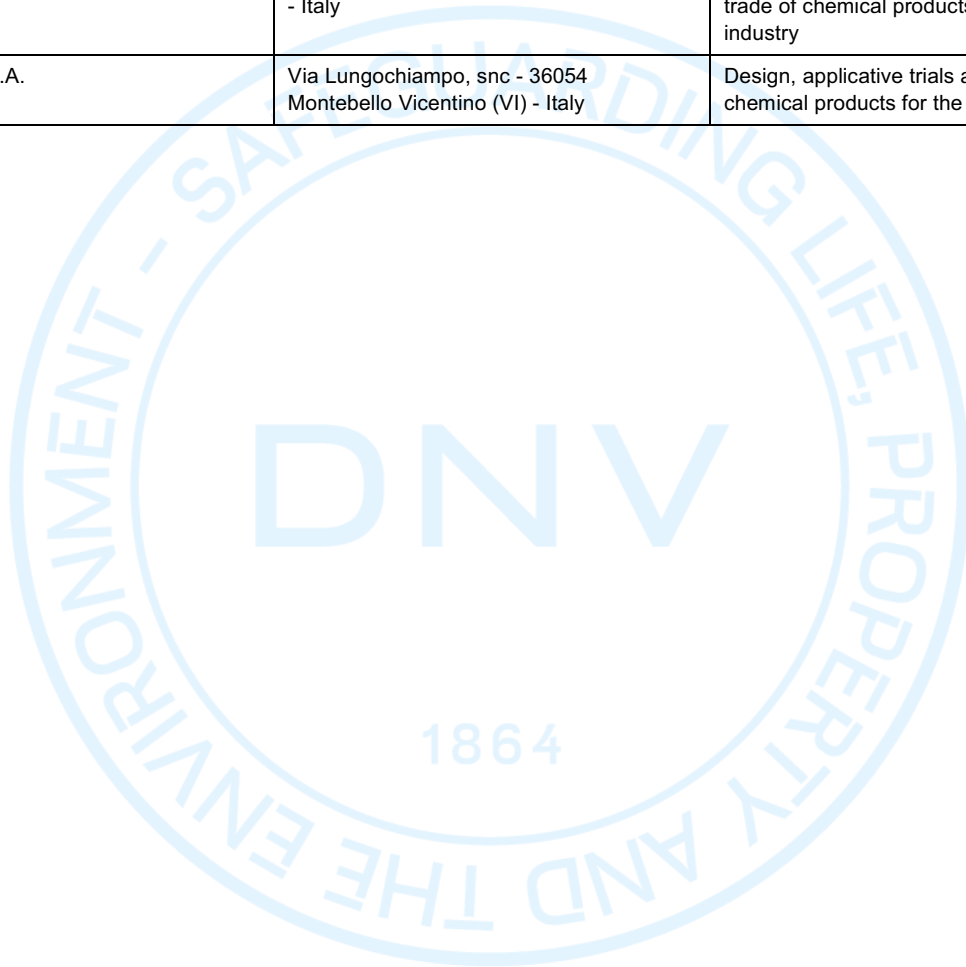 - Italy
trade of chemical products
industry
.A.
Via Lungochiampo, snc - 36054
Montebello Vicentino (VI) - Italy
Design, applicative trials a
chemical products for the
SAFEGUARDING LIFE, PROPERTY AND THE ENVIRONMENT -
DNV
1864